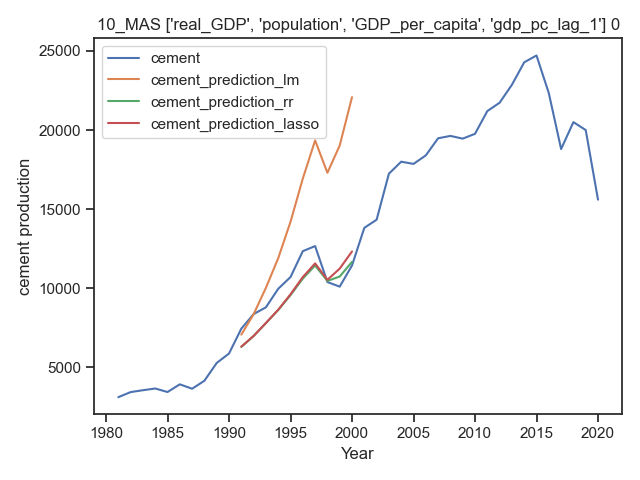 10_MAS ['real_GDP', 'population', 'GDP_per_capita', 'gdp_pc_lag_1'] 0
cement
cement_prediction_lm
cement_prediction_rr
cement_prediction_lasso
25000
20000
15000
10000
5000
cement production
1980 1985 1990 1995 2000 2005 2010 2015 2020
Year